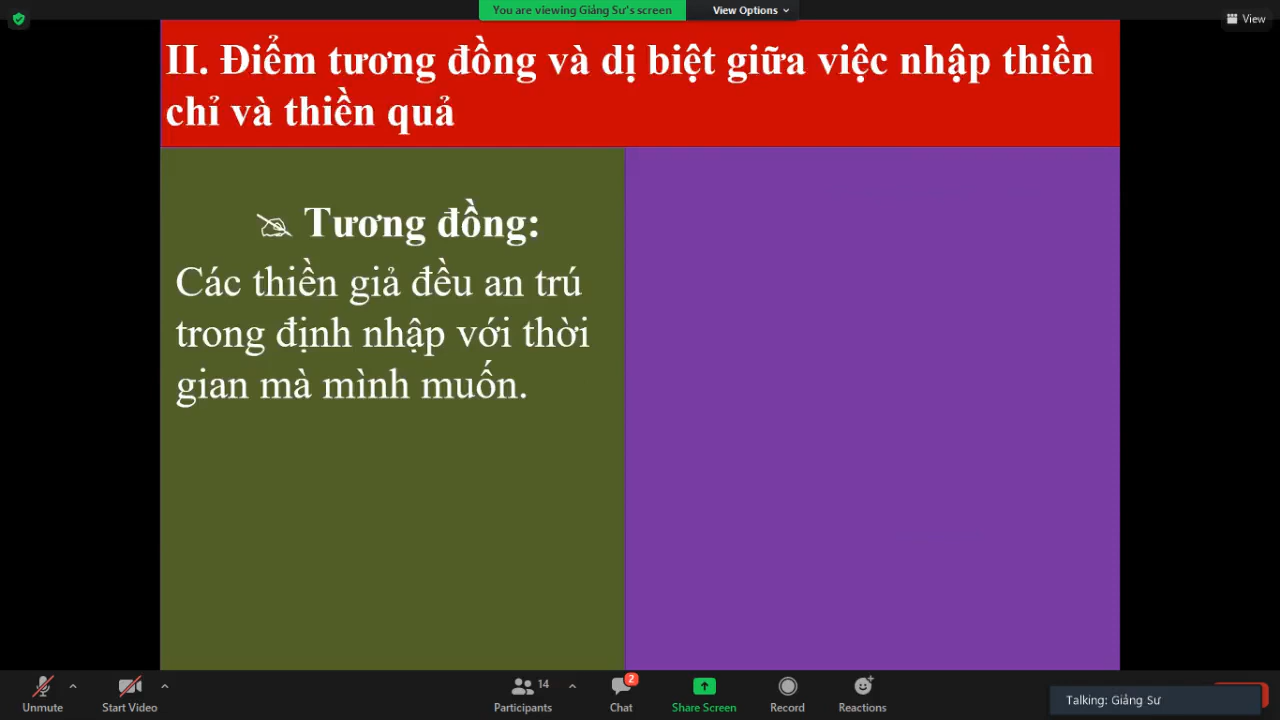 You are viewing Giảng Sư's screen
View Options
View
II. Điểm tương đồng và dị biệt giữa việc nhập thiền
chỉ và thiền quả
Tương đồng:
Các thiền giả đều an trú
trong định nhập với thời
gian mà mình muốn.
Unmute
Start Video
14
Participants
2
Chat
Share Screen
Record
Reactions
Talking: Giảng Sư